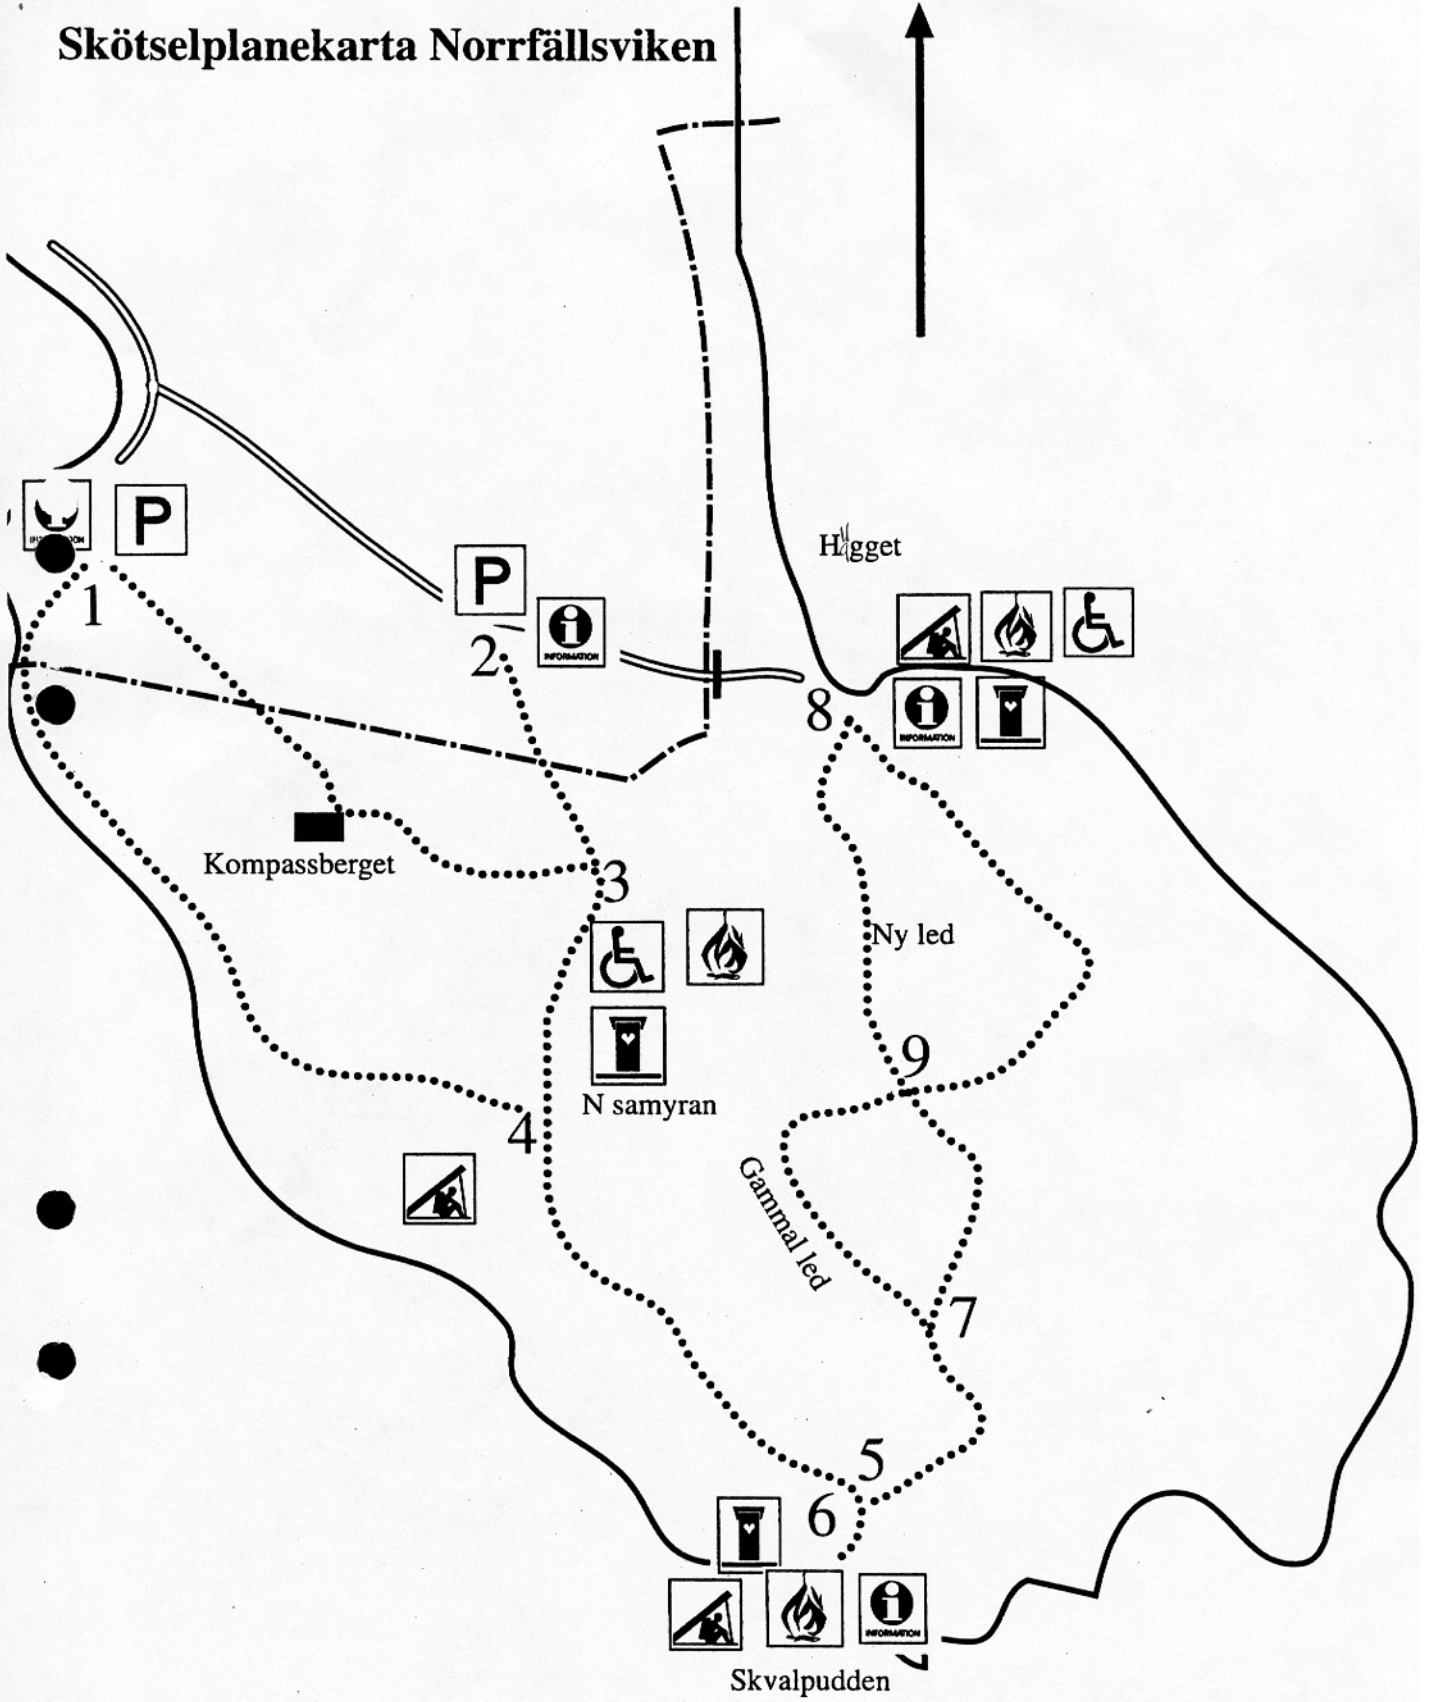 Skötselplanekarta Norrfällsviken
P
1
P
2
INFORMATION
8
INFORMATION
Kompassberget
3
Ny led
9
N samyran
4
Gammal led
7
5
6
INFORMATION
Skvalpudden